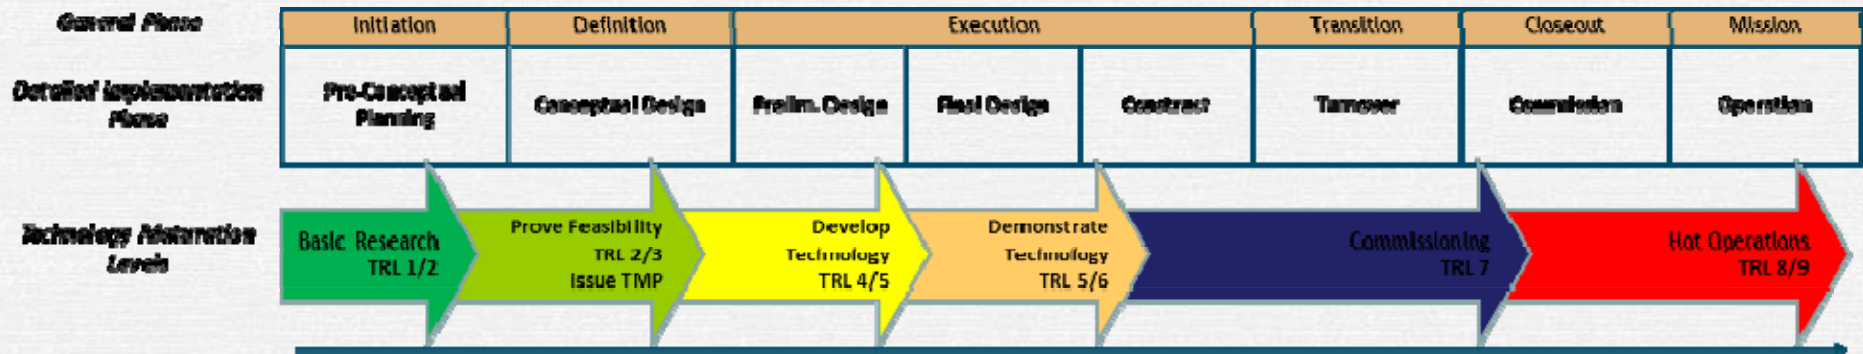 General Phase
Initiation
Definition
Execution
Transition
Closeout
Mission
Detailed Implementation
Phase
Pre-Conceptual
Planning
Conceptual Design
Prelim. Design
Final Design
Construct
Turnover
Commission
Operation
Technology Maturation
Levels
Basic Research
TRL 1/2
Prove Feasibility
TRL 2/3
Issue TMP
Develop
Technology
TRL 4/5
Demonstrate
Technology
TRL 5/6
Commissioning
TRL 7
Hot Operations
TRL 8/9